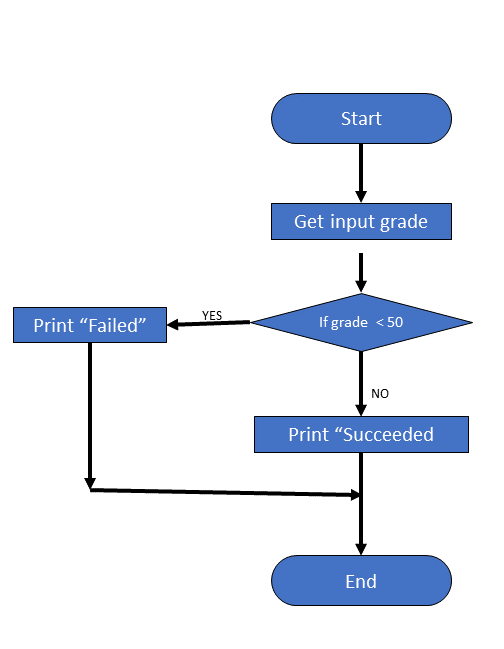 Start
Get input grade
If grade < 50
YES
Print “Failed”
NO
Print “Succeeded
End